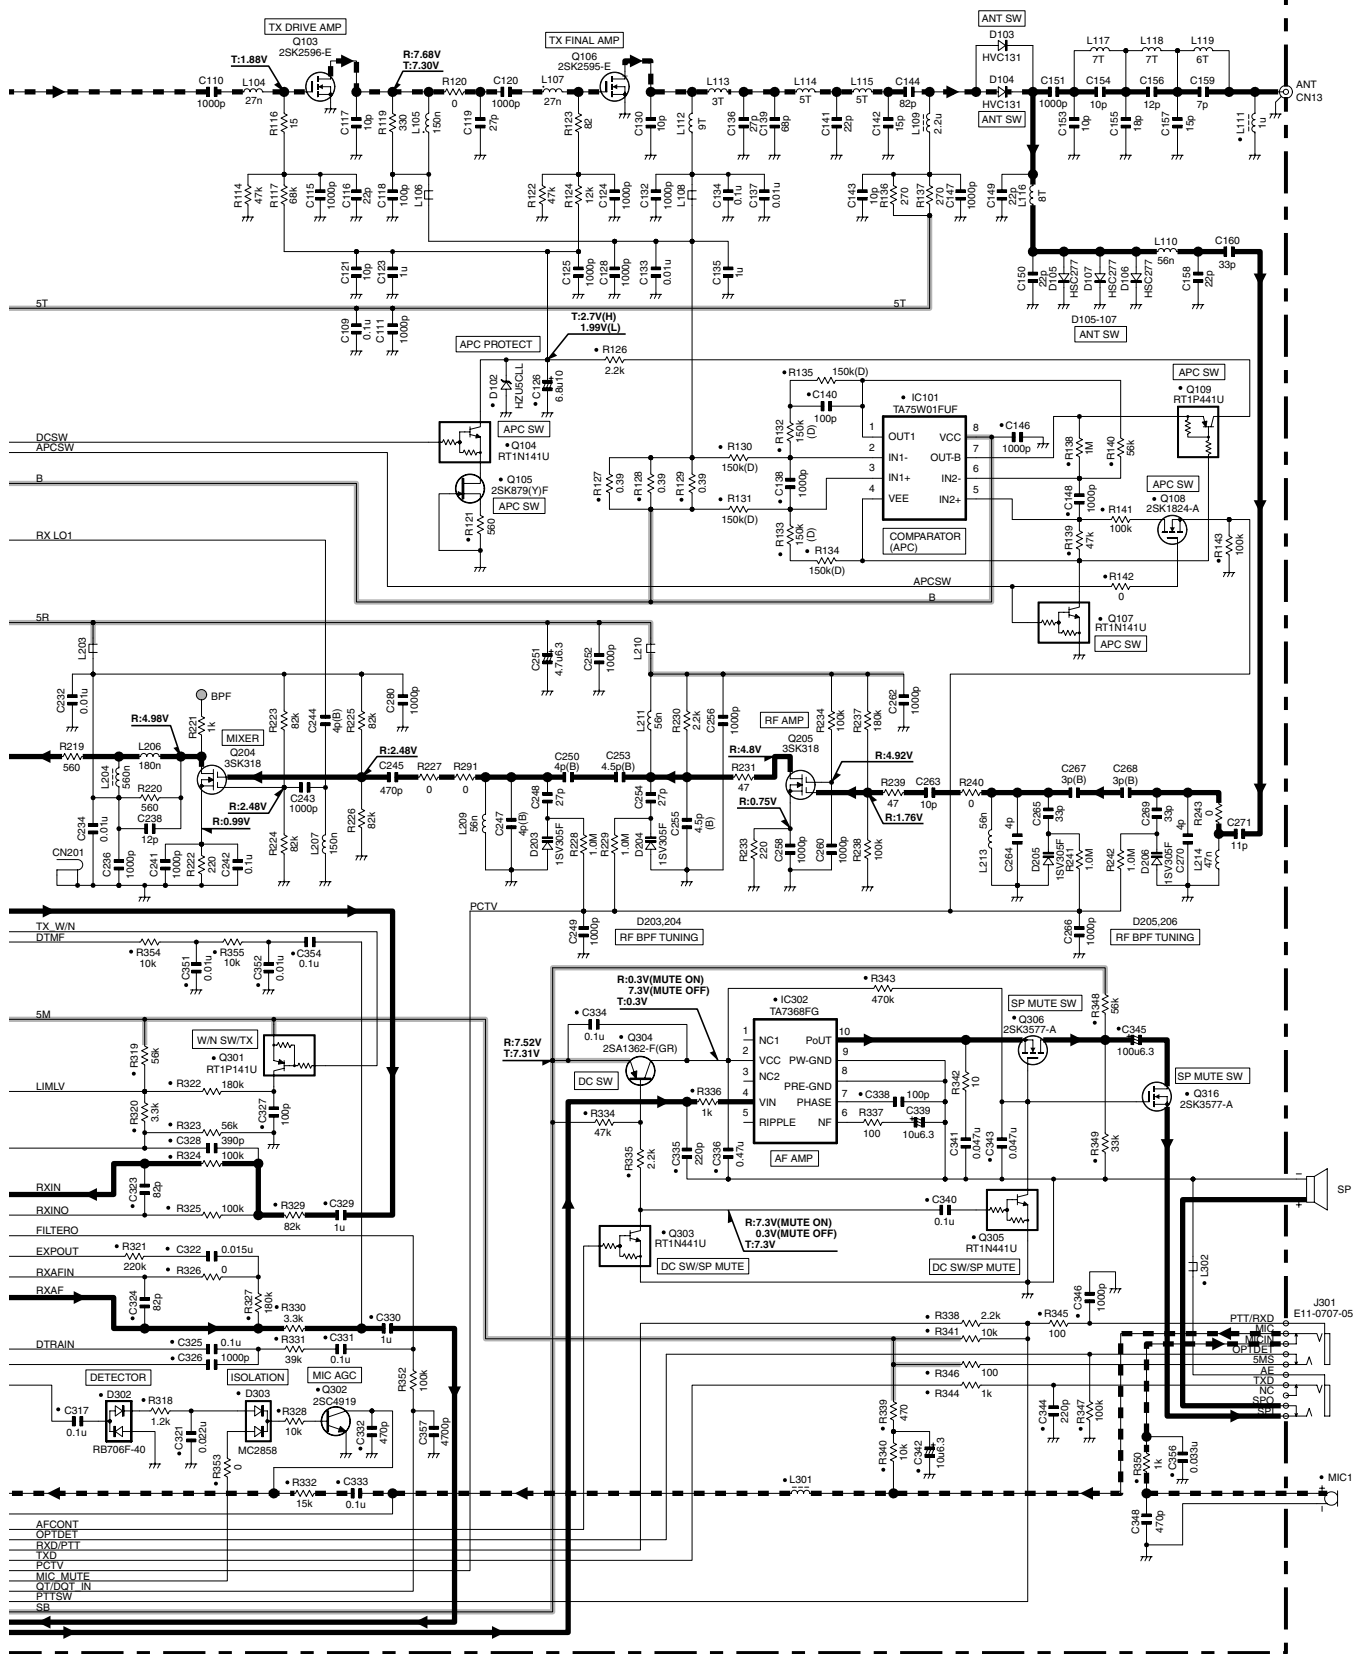 TX DRIVE AMP
Q103
2SK2596-E
T:1.88V
R:7.68V
T:7.30V
C110
1000p
L104
27n
R120
0
C120
1000p
L107
27n
TX FINAL AMP
Q106
2SK2595-E
L113
3T
L114
5T
L115
5T
C144
82p
ANT SW
D103
HVC131
D104
HVC131
ANT SW
C151
1000p
L117
7T
L118
7T
L119
6T
C154
10p
C156
12p
C159
7p
ANT
CN13
R116
15
C117
10p
R119
330
L105
150n
C119
27p
R123
82
C130
10p
L112
9T
C136
27p
C139
68p
C141
22p
C142
15p
L109
2.2u
C153
10p
C155
18p
C157
15p
• L111
1u
R114
47k
R117
68k
C115
1000p
C116
22p
C118
100p
L106
R122
47k
R124
12k
C124
1000p
C132
1000p
L108
C134
0.1u
C137
0.01u
C143
10p
R136
270
R137
270
C147
1000p
C149
22p
L116
8T
C121
10p
C123
1u
C125
1000p
C128
1000p
C133
0.01u
C135
1u
C150
22p
D105
HSC277
D107
HSC277
D106
HSC277
L110
56n
C158
22p
C160
33p
D105-107
ANT SW
5T
5T
C109
0.1u
C111
1000p
T:2.7V(H)
1.99V(L)
APC PROTECT
• R126
2.2k
• D102
HZU5CLL
• C126
6.8u10
APC SW
• Q104
RT1N141U
• Q105
2SK879(Y)F
APC SW
• R121
560
DCSW
APCSW
B
RX LO1
• R135
150k(D)
• C140
100p
• R132
150k
(D)
• R130
150k(D)
• R131
150k(D)
• C138
1000p
• R133
150k
(D)
• R134
150k(D)
• R127
0.39
• R128
0.39
• R129
0.39
• IC101
TA75W01FUF
1
2
3
4
OUT1
IN1-
IN1+
VEE
VCC
OUT-B
IN2-
IN2+
8
7
6
5
COMPARATOR
(APC)
• C146
1000p
• R138
1M
• R140
56k
• C148
1000p
• R139
47k
• R141
100k
APC SW
• Q109
RT1P441U
APC SW
• Q108
2SK1824-A
• R143
100k
APCSW
B
• R142
0
• Q107
RT1N141U
APC SW
5R
L203
C251
4.7u6.3
C252
1000p
L210
C232
0.01u
BPF
R221
1k
R:4.98V
MIXER
Q204
3SK318
R223
82k
C244
4p(B)
R225
82k
C280
1000p
R219
560
L206
180n
L204
560n
R220
560
C238
12p
R:2.48V
R:0.99V
C243
1000p
R:2.48V
C245
470p
R227
0
R291
0
C234
0.01u
CN201
C236
1000p
C241
1000p
R222
220
C242
0.1u
R224
82k
L207
150n
R226
82k
C250
4p(B)
C253
4.5p(B)
L211
56n
R230
2.2k
C256
1000p
R231
47
L209
56n
C247
4p(B)
C248
27p
D203
1SV305F
R228
1.0M
R229
1.0M
C254
27p
D204
1SV305F
C255
4.5p
(B)
R:4.8V
RF AMP
Q205
3SK318
R234
100k
R237
180k
C262
1000p
R:4.92V
R:0.75V
R:1.76V
R239
47
C263
10p
R240
0
C267
3p(B)
C268
3p(B)
R233
220
C258
1000p
C260
1000p
R238
100k
L213
56n
C264
4p
C265
33p
D205
1SV305F
R241
1.0M
R242
1.0M
C269
33p
D206
1SV305F
C270
4p
R243
0
L214
47n
C271
11p
PCTV
C249
1000p
D203,204
RF BPF TUNING
C266
1000p
D205,206
RF BPF TUNING
TX_W/N
DTMF
• R354
10k
• R355
10k
• C354
0.1u
• C351
0.01u
• C352
0.01u
5M
• R319
56k
W/N SW/TX
• Q301
RT1P141U
LIMLV
• R322
180k
• R320
3.3k
C327
100p
• R323
56k
• C328
390p
• R324
100k
RXIN
• C323
82p
RXINO
• R325
100k
• R329
82k
• C329
1u
FILTERO
EXPOUT
• R321
220k
• C322
0.015u
RXAFIN
• R326
0
RXAF
• C324
82p
• R327
180k
• R330
3.3k
• C330
1u
DTRAIN
• C325
0.1u
• C326
1000p
• R331
39k
• C331
0.1u
R352
100k
R:0.3V(MUTE ON)
7.3V(MUTE OFF)
T:0.3V
• C334
0.1u
R:7.52V
T:7.31V
• Q304
2SA1362-F(GR)
DC SW
• R334
47k
• R336
1k
• R335
2.2k
• C335
220p
• C336
0.47u
• R343
470k
• IC302
TA7368FG
1
2
3
4
5
NC1
VCC
NC2
VIN
RIPPLE
PoUT
PW-GND
PRE-GND
PHASE
NF
10
9
8
7
6
AF AMP
• C338
100p
• R337
100
C339
10u6.3
• R342
10
C341
0.047u
• C343
0.047u
SP MUTE SW
• Q306
2SK3577-A
• R348
56k
• C345
100u6.3
SP MUTE SW
• Q316
2SK3577-A
• R349
33k
SP
−
+
• Q303
RT1N441U
DC SW/SP MUTE
R:7.3V(MUTE ON)
0.3V(MUTE OFF)
T:7.3V
• C340
0.1u
Q305
RT1N441U
DC SW/SP MUTE
• L302
• C346
1000p
• R338
2.2k
• R341
10k
• R345
100
• R346
100
• R344
1k
J301
E11-0707-05
PTT/RXD
MIC
MICIN
OPTDET
5MS
AE
TXD
NC
SPO
SPI
DETECTOR
• D302
RB706F-40
• C317
0.1u
• R318
1.2k
• C321
0.022u
ISOLATION
• D303
MC2858
• R328
10k
MIC AGC
• Q302
2SC4919
• C332
470p
C357
4700p
• R353
0
• R332
15k
• C333
0.1u
• R339
470
• R340
10k
• C342
10u6.3
• L301
C344
220p
• R347
100k
• R350
1k
• C356
0.033u
C348
470p
• MIC1
+
−
AFCONT
OPTDET
RXD/PTT
TXD
PCTV
MIC_MUTE
QT/DQT_IN
PTTSW
SB